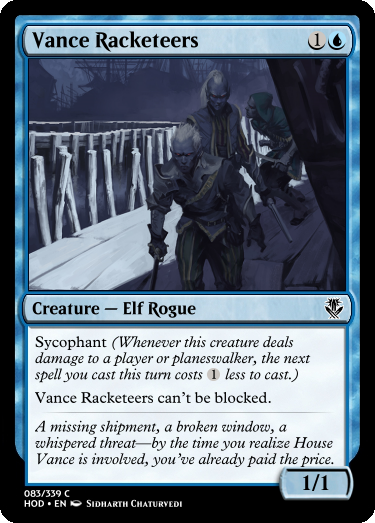 Vance Racketeers 1
Creature — Elf Rogue
Sycophant (Whenever this creature deals
damage to a player or planeswalker, the next
spell you cast this turn costs 1 less to cast.)
Vance Racketeers can't be blocked.
A missing shipment, a broken window, a
whispered threat—by the time you realize House
Vance is involved, you've already paid the price.
1/1
083/339 C
HOD • EN Sidharth Chaturvedi